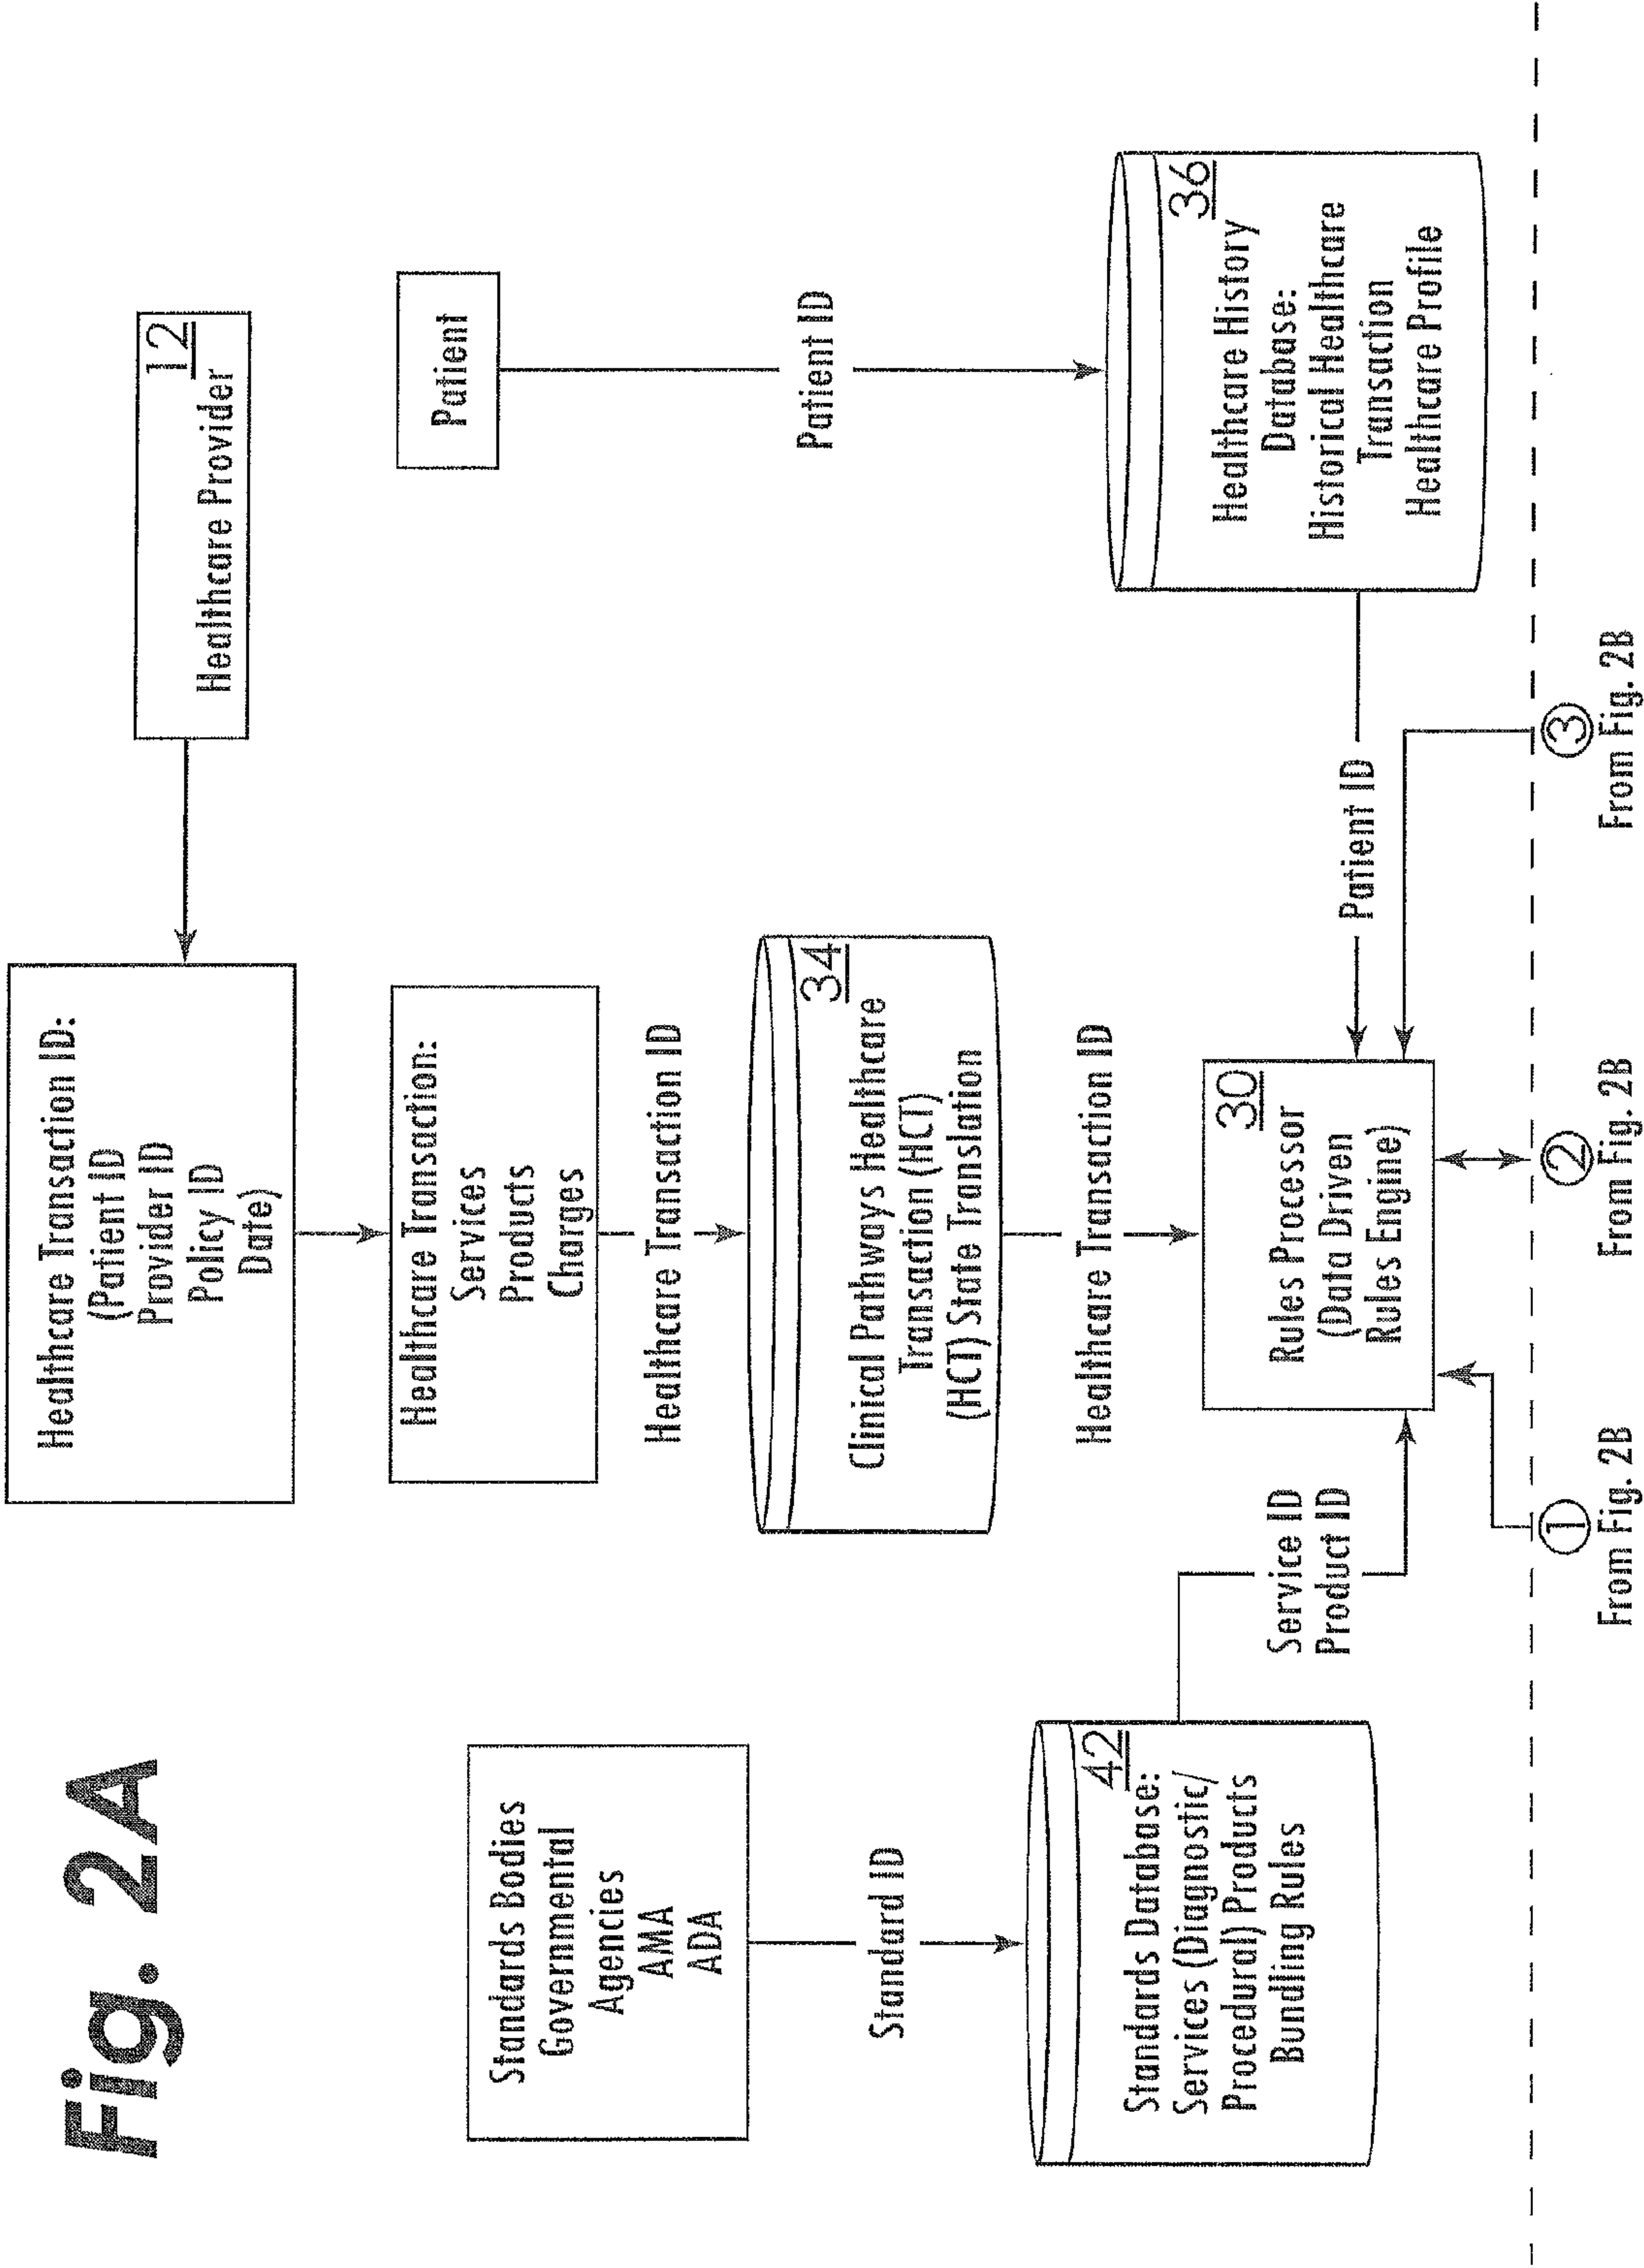 Fig. 2A
Healthcare Transaction ID:
(Patient ID
Provider ID
Policy ID
Date)
12
Healthcare Provider
Healthcare Transaction:
Services
Products
Charges
Patient
Standards Bodies
Governmental
Agencies
AMA
ADA
Healthcare Transaction ID
Patient ID
Standard ID
34
Clinical Pathways Healthcare
Transaction (HCT)
(HCT) State Translation
Healthcare Transaction ID
42
Standards Database:
Services (Diagnostic/
Procedural) Products
Bundling Rules
36
Healthcare History
Database:
Historical Healthcare
Transaction
Healthcare Profile
Service ID
Product ID
30
Rules Processor
(Data Driven
Rules Engine)
Patient ID
1
From Fig. 2B
2
From Fig. 2B
3
From Fig. 2B